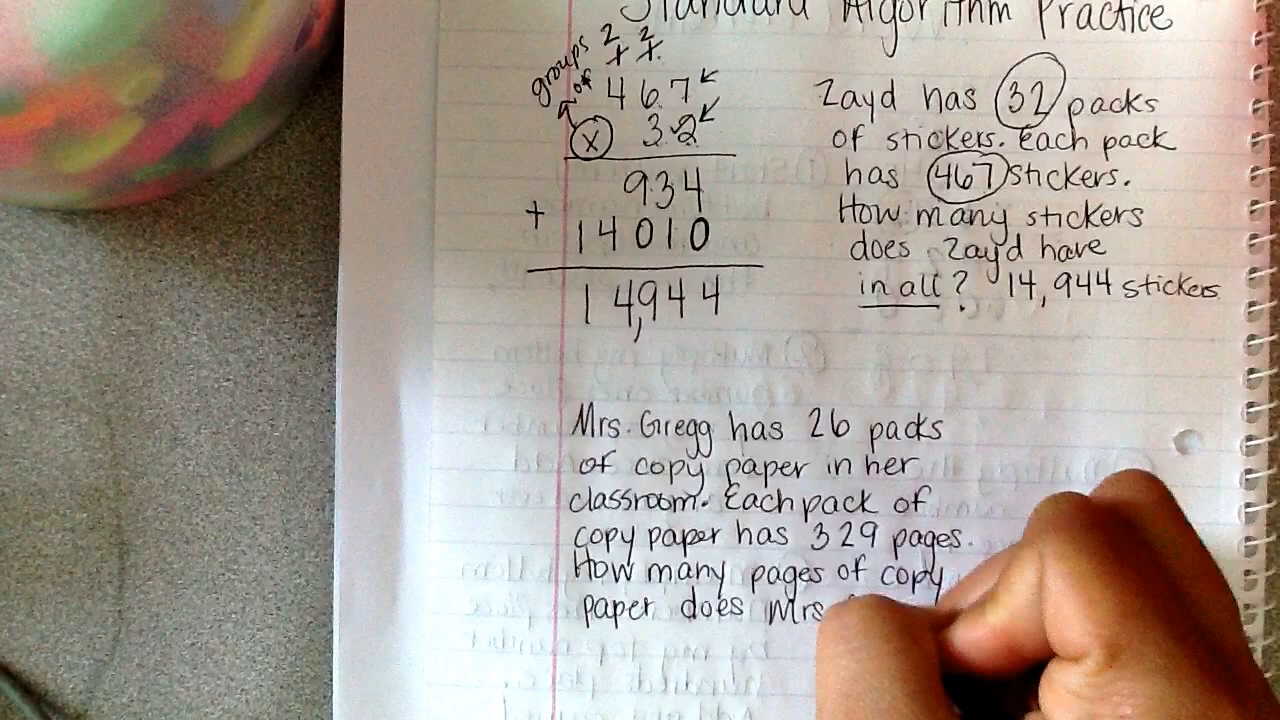 Standard Algorithm Practice
groups of
2 2
1 1
467
x 32
934
+ 14010
14,944
Zayd has 32 packs
of stickers. Each pack
has 467 stickers.
How many stickers
does Zayd have
in all? 14,944 stickers
Mrs. Gregg has 26 packs
of copy paper in her
classroom. Each pack of
copy paper has 329 pages.
How many pages of copy
paper does Mrs